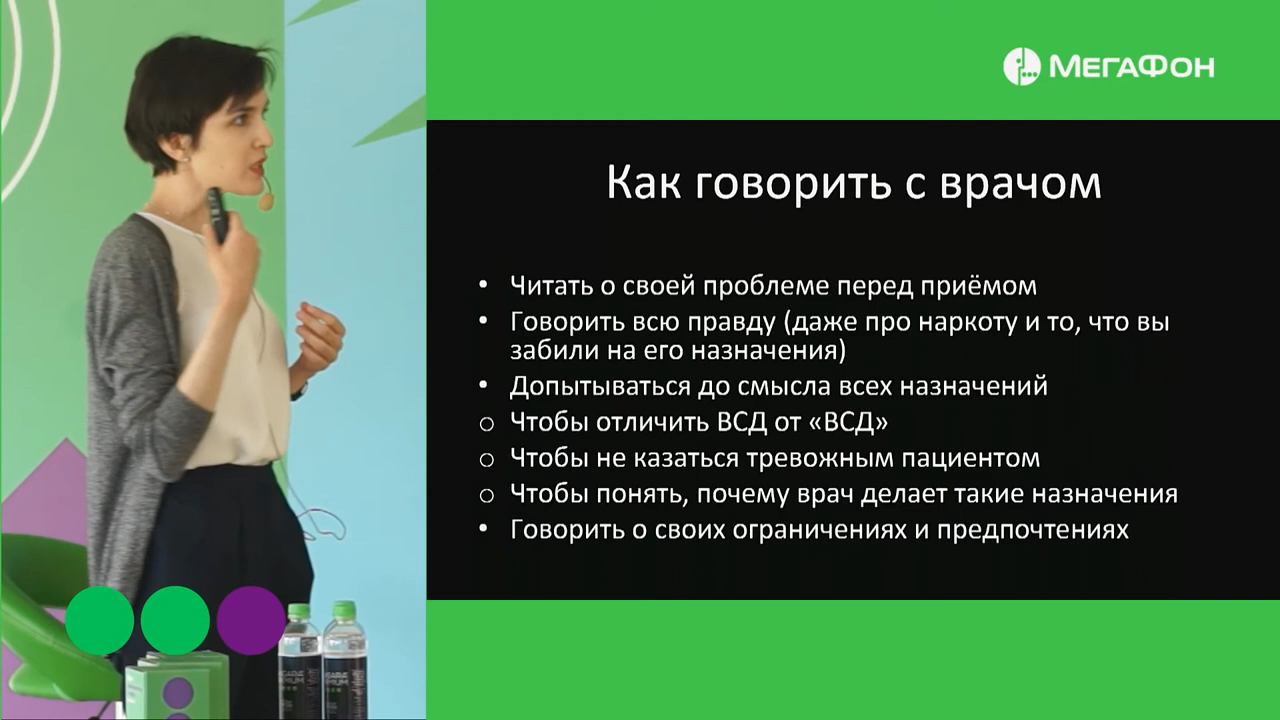 МЕГАФОН
Как говорить с врачом
• Читать о своей проблеме перед приёмом
• Говорить всю правду (даже про наркоту и то, что вы
забили на его назначения)
• Допытываться до смысла всех назначений
o Чтобы отличить ВСД от «ВСД»
o Чтобы не казаться тревожным пациентом
o Чтобы понять, почему врач делает такие назначения
• Говорить о своих ограничениях и предпочтениях